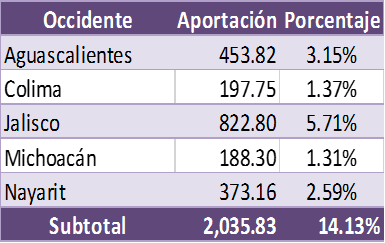 Occidente Aportación Porcentaje
Aguascalientes 453.82 3.15%
Colima 197.75 1.37%
Jalisco 822.80 5.71%
Michoacán 188.30 1.31%
Nayarit 373.16 2.59%
Subtotal 2,035.83 14.13%